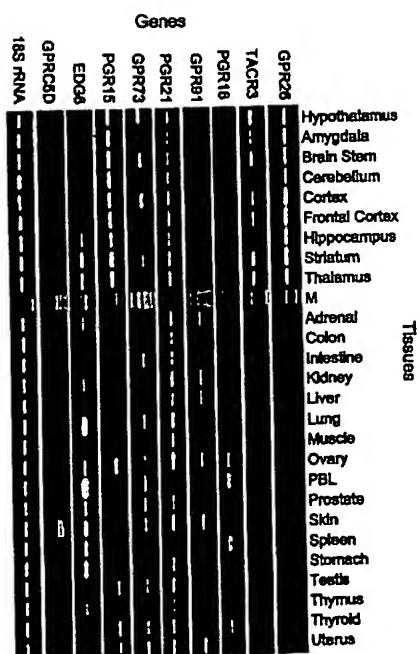 Genes
18S rRNA
GPRC5D
EDG6
PGR15
GPR73
PGR21
GPR81
PGR16
TACR3
GPR26
Hypothalamus
Amygdala
Brain Stem
Cerebellum
Cortex
Frontal Cortex
Hippocampus
Striatum
Thalamus
M
Adrenal
Colon
Intestine
Kidney
Liver
Lung
Muscle
Ovary
PBL
Prostate
Skin
Spleen
Stomach
Testis
Thymus
Thyroid
Uterus
Tissues